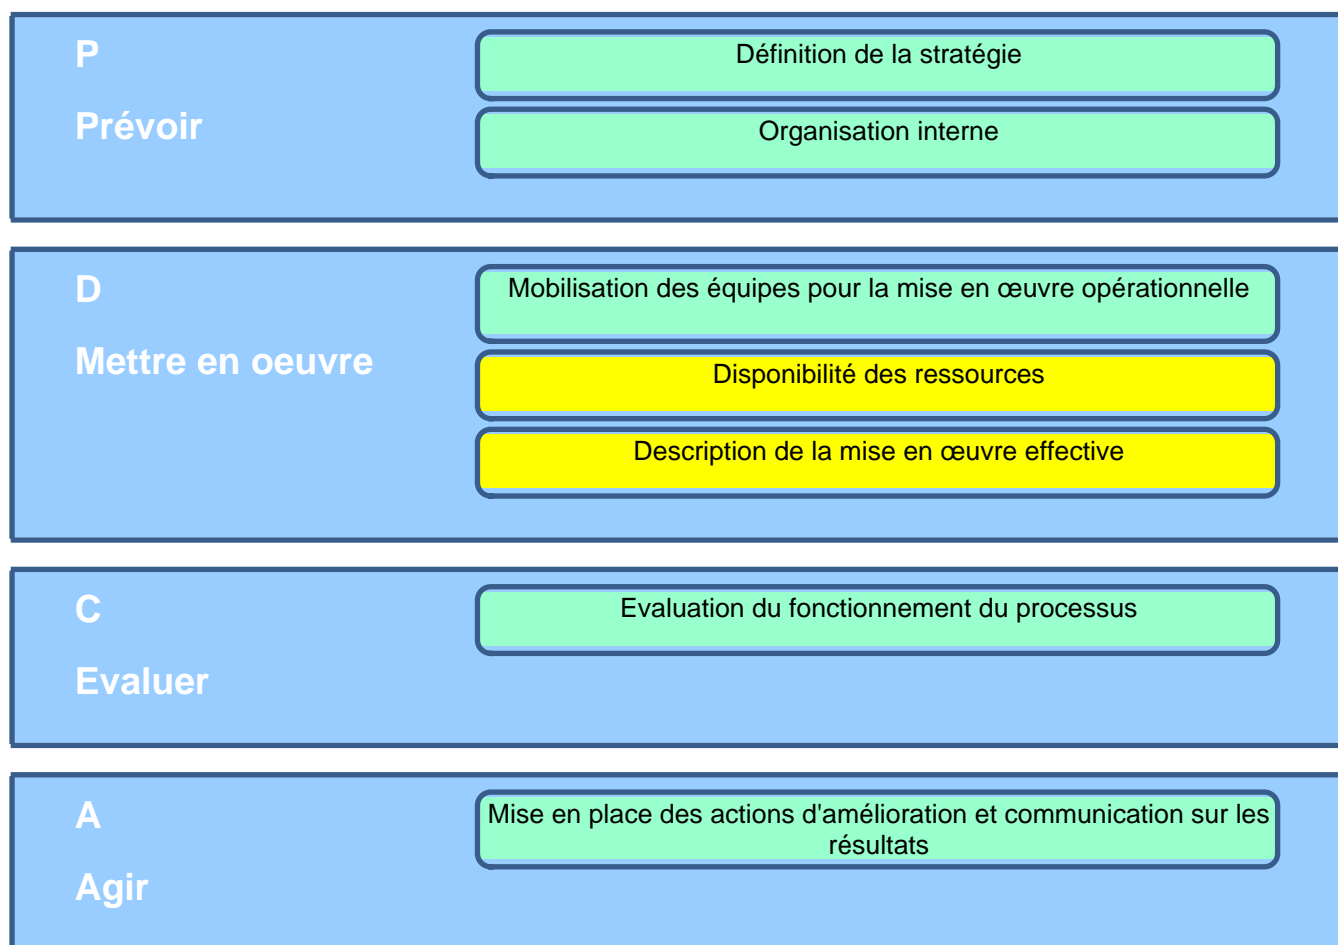 P
Définition de la stratégie
Prévoir
Organisation interne
D
Mobilisation des équipes pour la mise en œuvre opérationnelle
Mettre en oeuvre
Disponibilité des ressources
Description de la mise en œuvre effective
C
Evaluation du fonctionnement du processus
Evaluer
A
Mise en place des actions d'amélioration et communication sur les
résultats
Agir